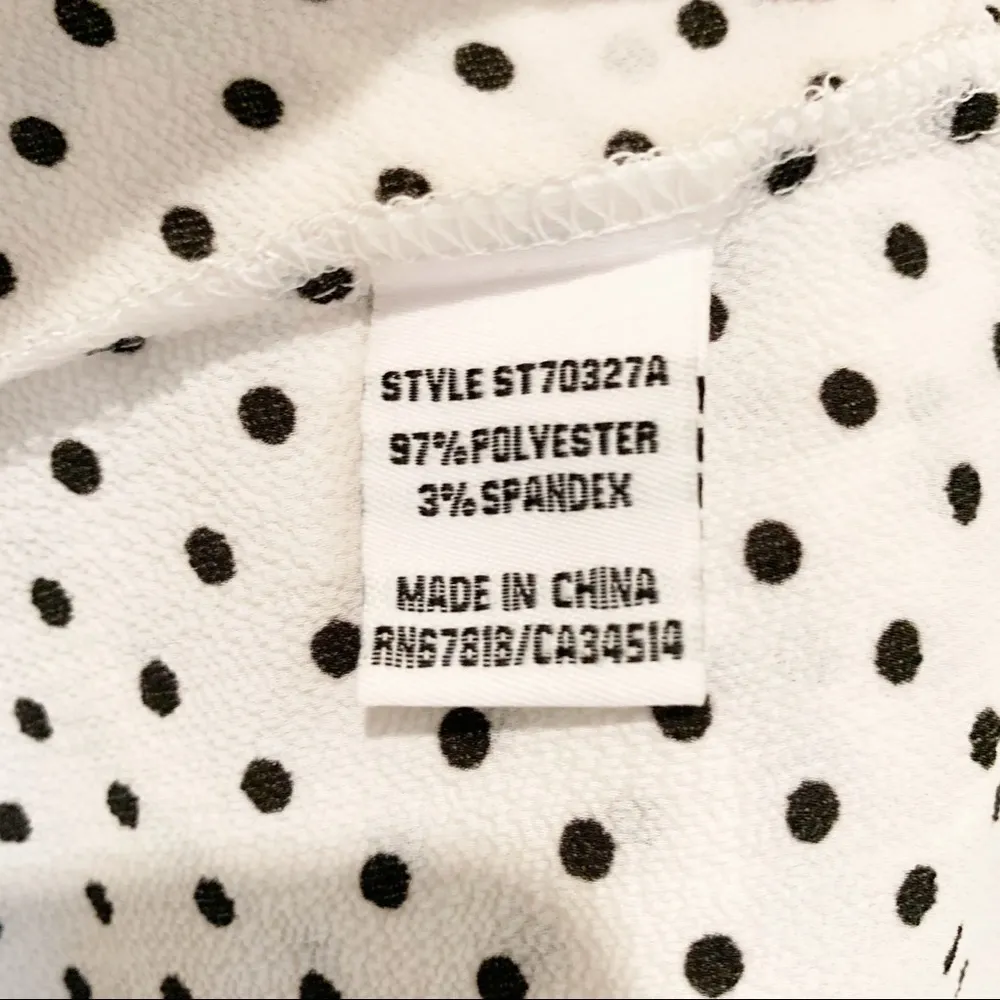 STYLE ST70327A
97% POLYESTER
3% SPANDEX
MADE IN CHINA
RN67818/CA34514